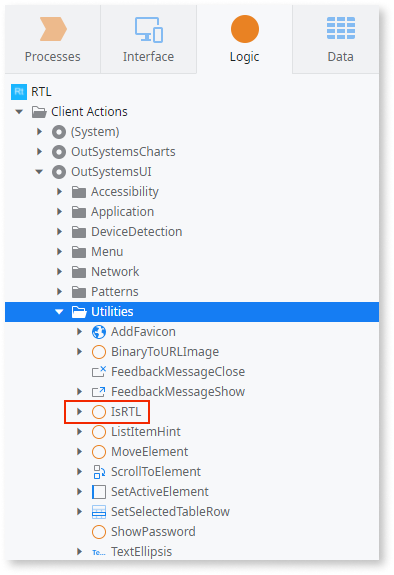 Processes
Interface
Logic
Data
Rt RTL
Client Actions
(System)
OutSystemsCharts
OutSystemsUI
Accessibility
Application
DeviceDetection
Menu
Network
Patterns
Utilities
AddFavicon
BinaryToURLImage
FeedbackMessageClose
FeedbackMessageShow
IsRTL
ListItemHint
MoveElement
ScrollToElement
SetActiveElement
SetSelectedTableRow
ShowPassword
Te... TextEllipsis